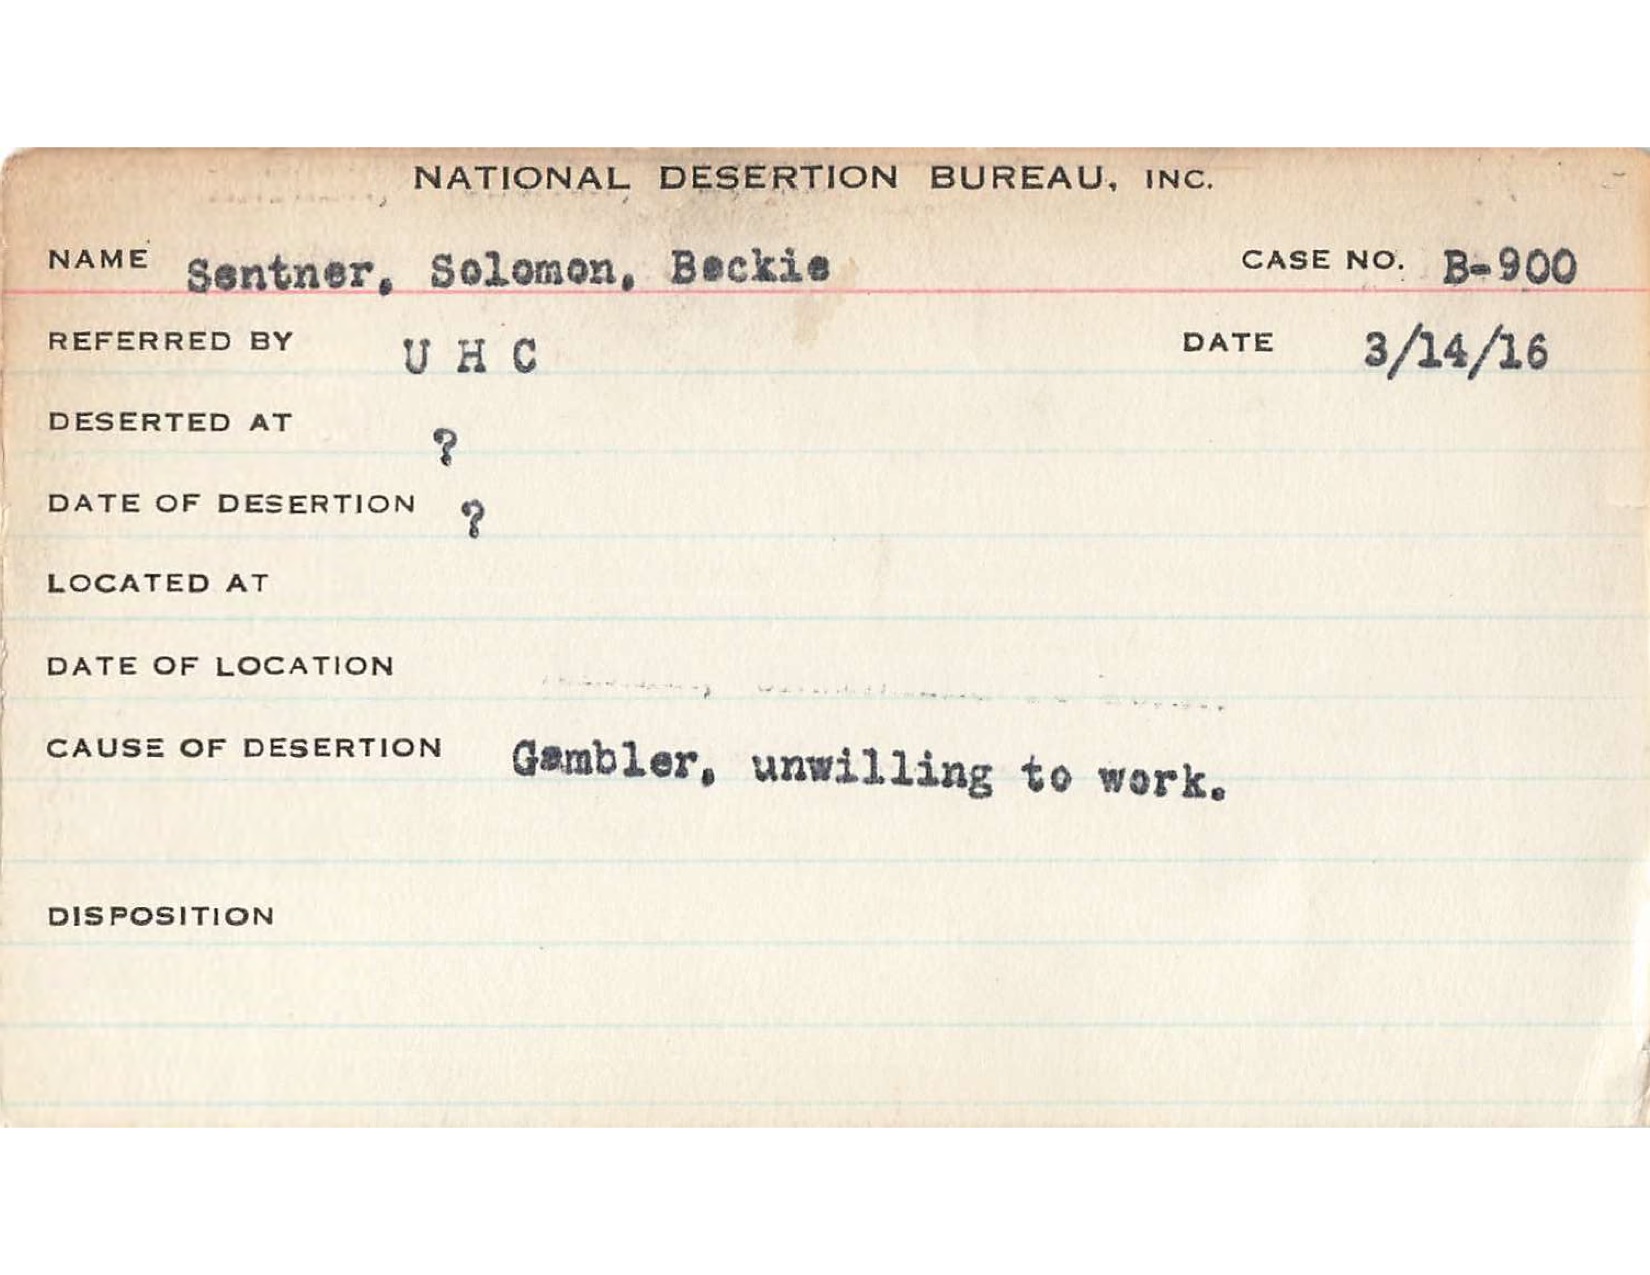 NATIONAL DESERTION BUREAU, INC.
NAME Sentner, Solomon, Beckie CASE NO. B-900
REFERRED BY U H C DATE 3/14/16
DESERTED AT ?
DATE OF DESERTION ?
LOCATED AT
DATE OF LOCATION
CAUSE OF DESERTION Gambler, unwilling to work.
DISPOSITION